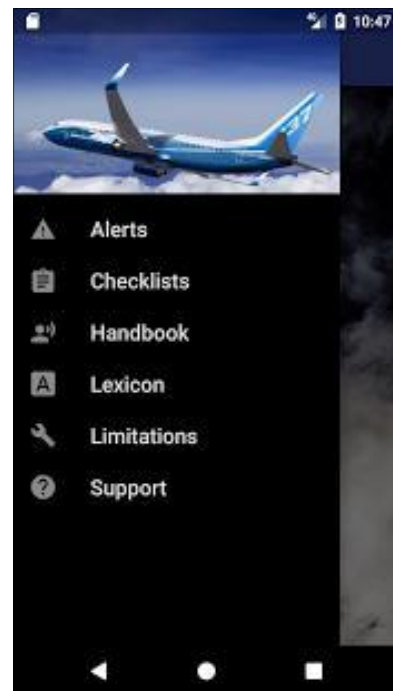 10:47
Alerts
Checklists
Handbook
A Lexicon
Limitations
Support